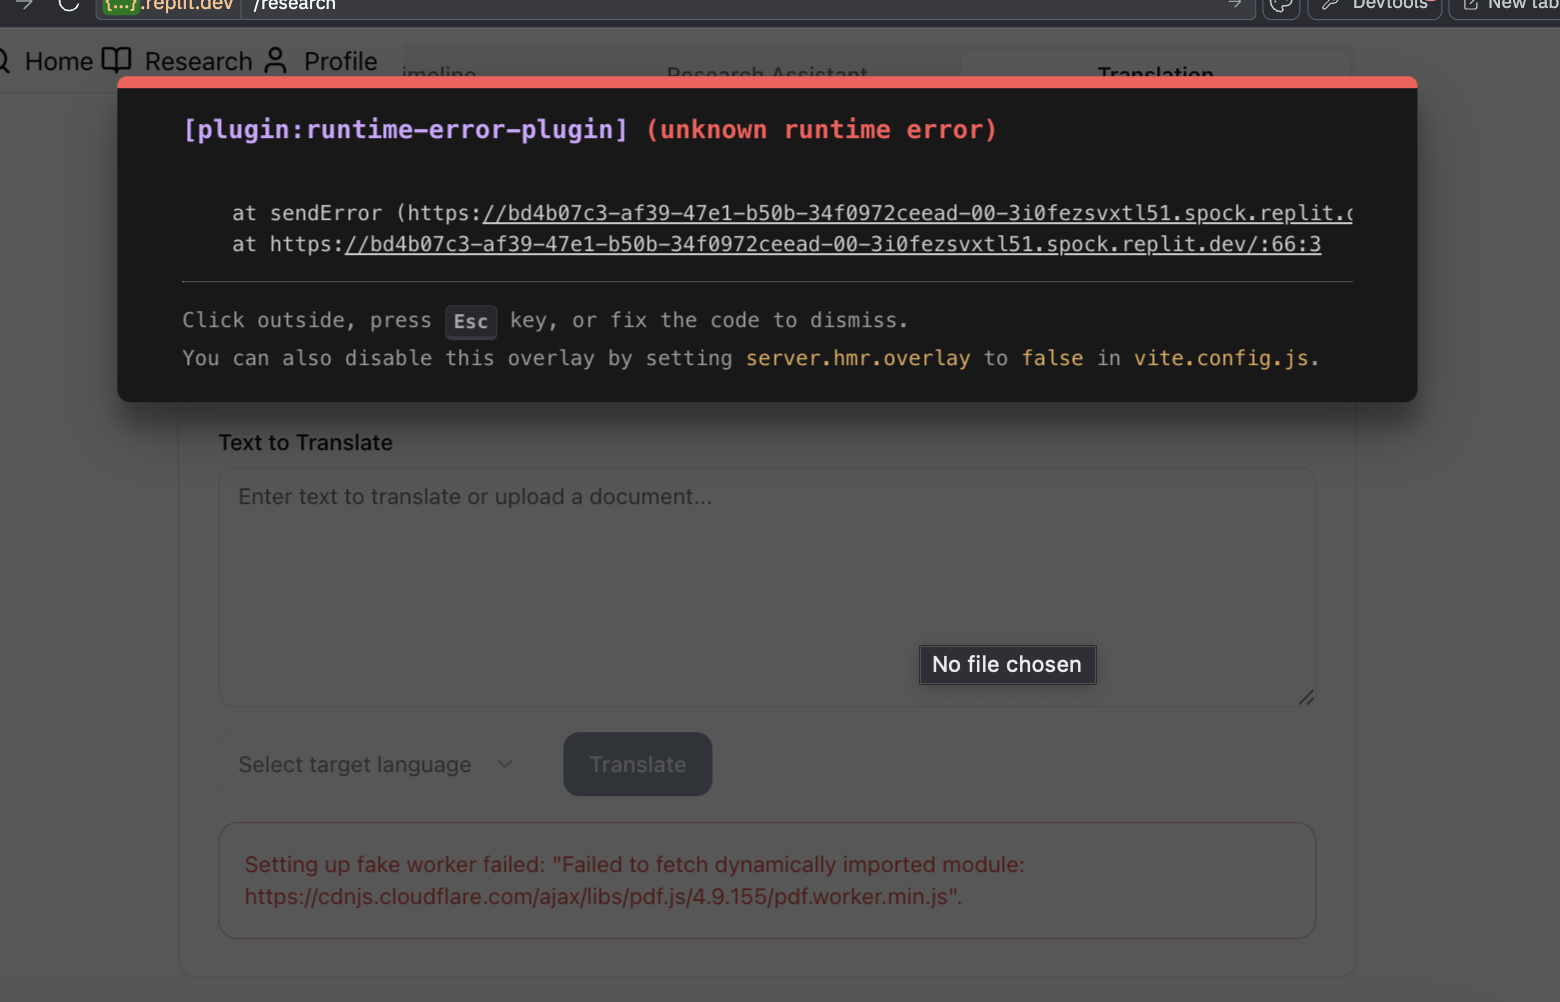 {...}.replit.dev /research Devtools New tab
Home Research Profile
imeline Research Assistant Translation
[plugin:runtime-error-plugin] (unknown runtime error)
at sendError (https://bd4b07c3-af39-47e1-b50b-34f0972ceead-00-3i0fezsvxtl51.spock.replit.d
at https://bd4b07c3-af39-47e1-b50b-34f0972ceead-00-3i0fezsvxtl51.spock.replit.dev/:66:3
Click outside, press Esc key, or fix the code to dismiss.
You can also disable this overlay by setting server.hmr.overlay to false in vite.config.js.
Text to Translate
Enter text to translate or upload a document...
No file chosen
Select target language Translate
Setting up fake worker failed: "Failed to fetch dynamically imported module:
https://cdnjs.cloudflare.com/ajax/libs/pdf.js/4.9.155/pdf.worker.min.js".